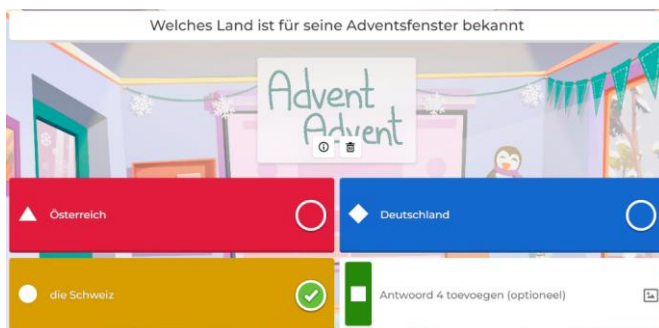 Welches Land ist für seine Adventsfenster bekannt
Advent
Advent
Österreich
Deutschland
die Schweiz
Antwoord 4 toevoegen (optioneel)